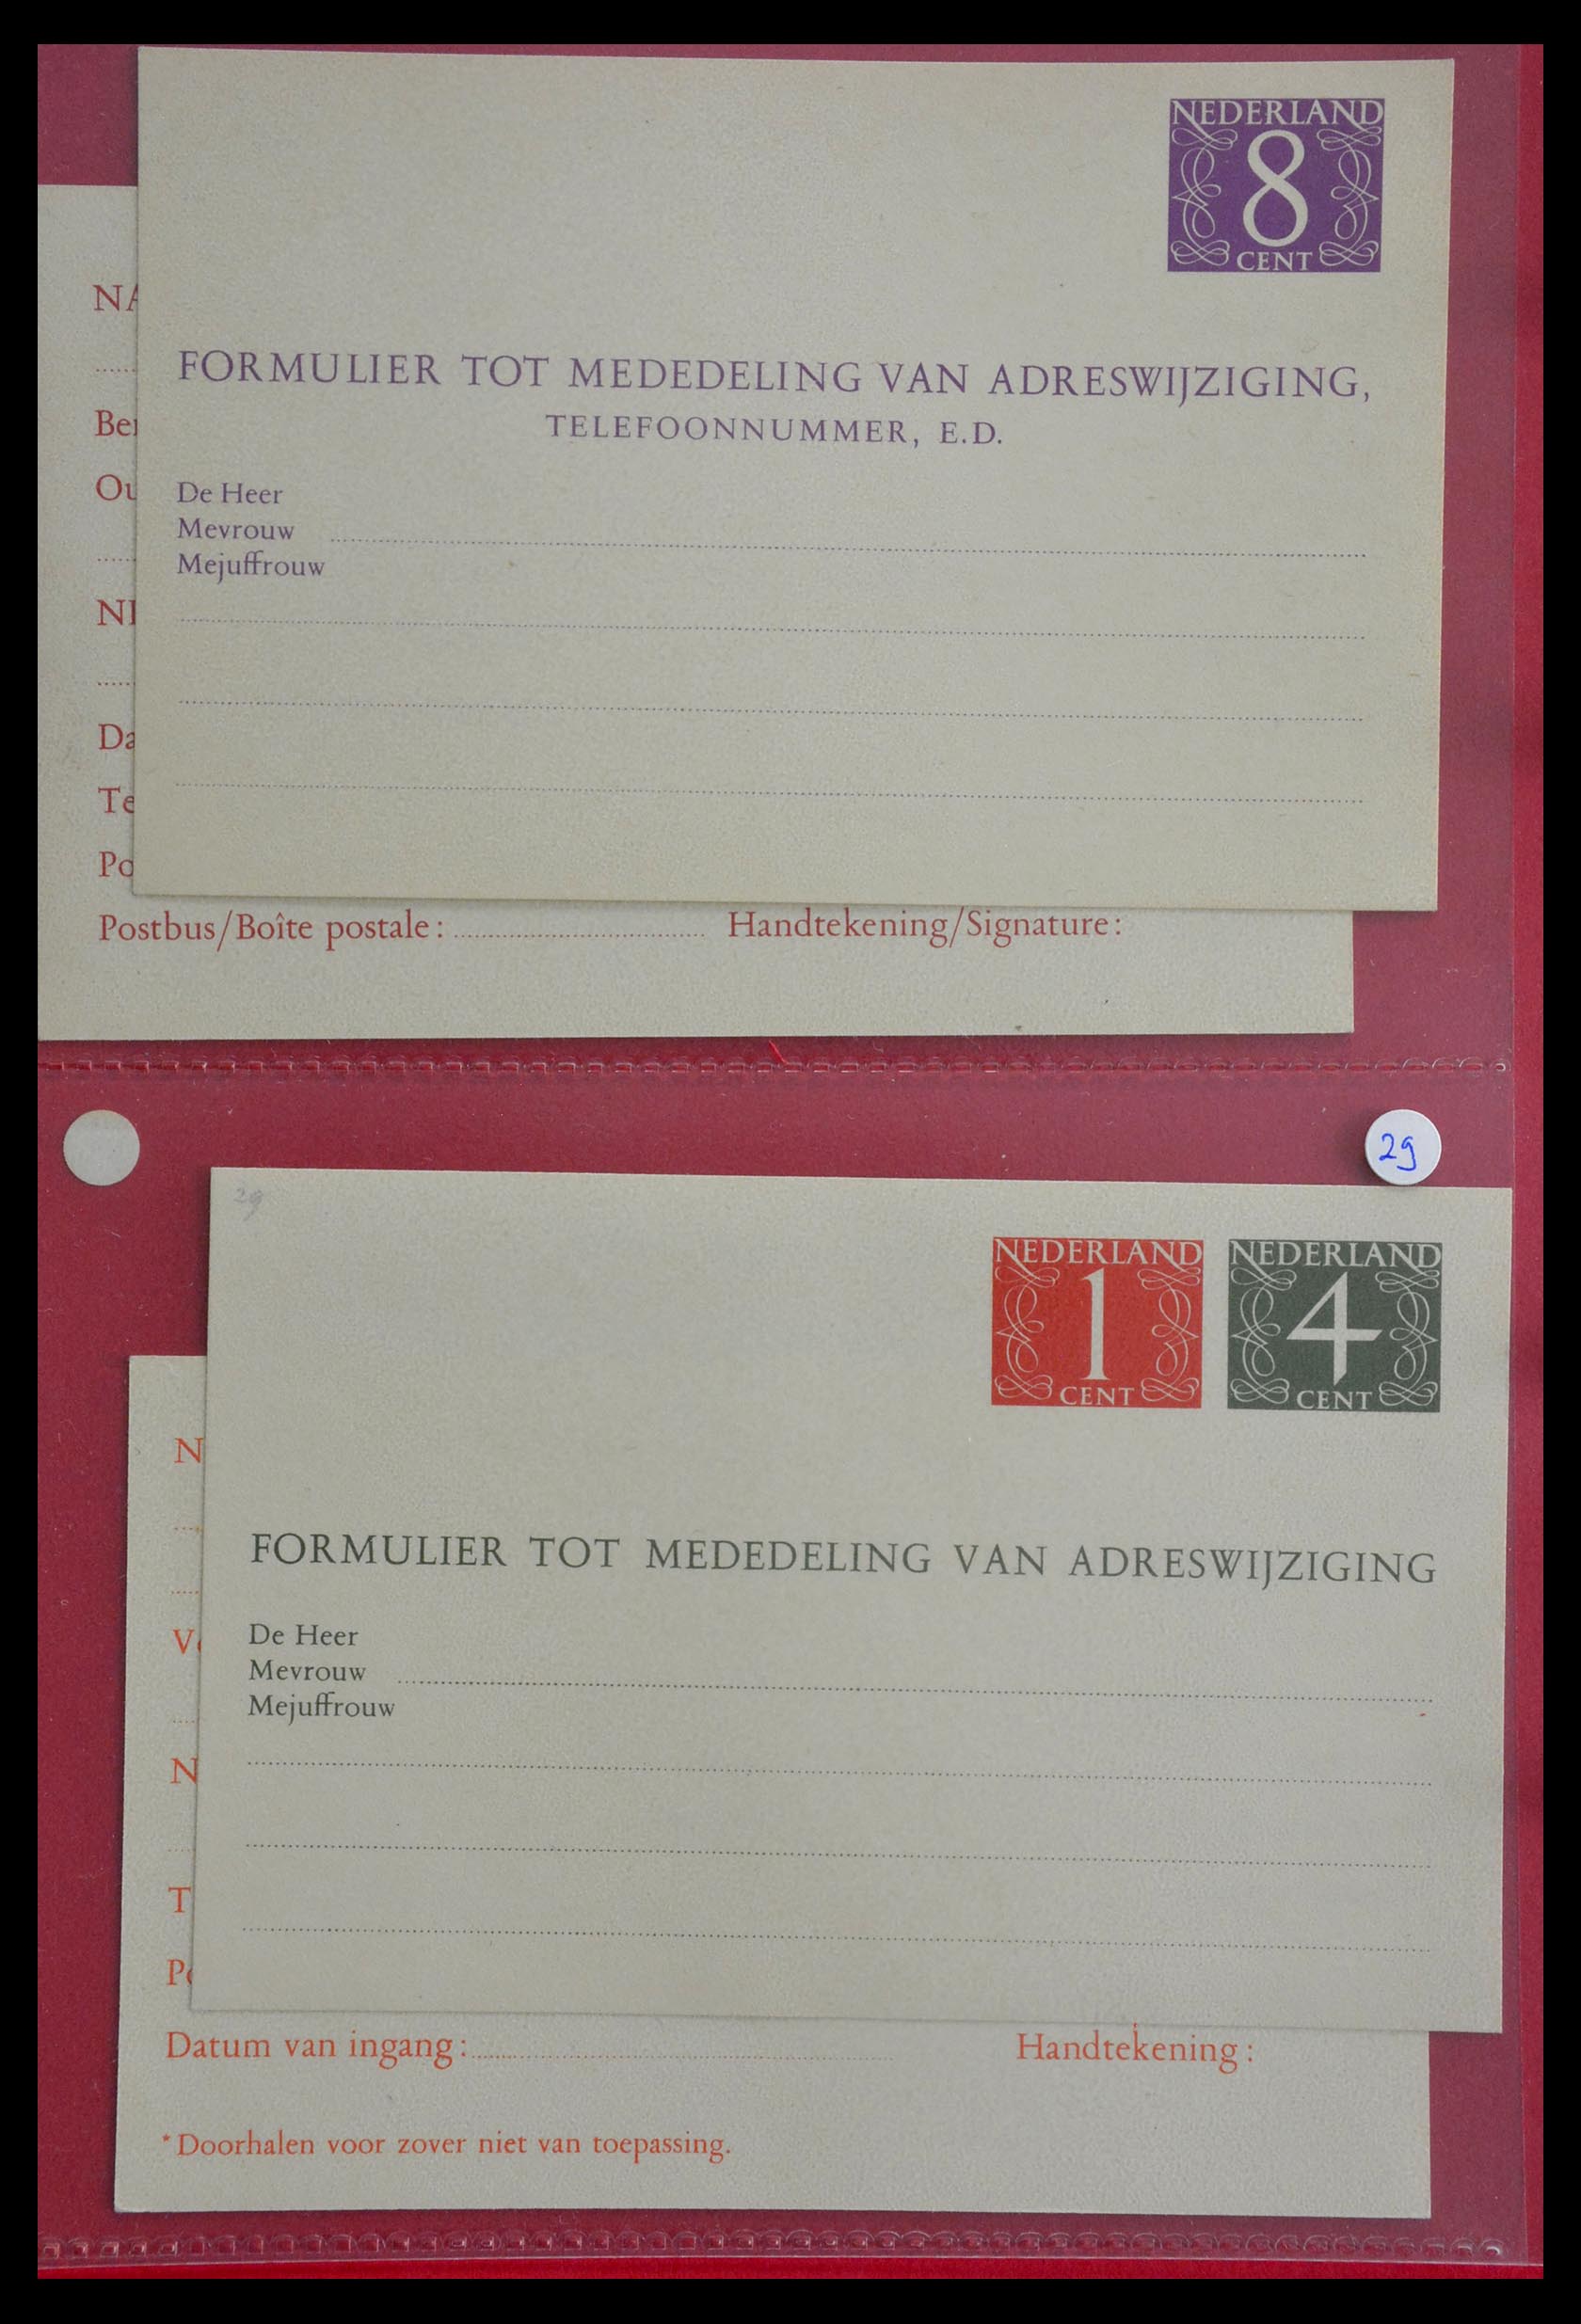 NEDERLAND
8
CENT
FORMULIER TOT MEDEDELING VAN ADRESWIJZIGING,
TELEFOONNUMMER, E.D.
De Heer
Mevrouw
Mejuffrouw
Postbus/Boîte postale: Handtekening/Signature:
29
NEDERLAND NEDERLAND
1 4
CENT CENT
FORMULIER TOT MEDEDELING VAN ADRESWIJZIGING
De Heer
Mevrouw
Mejuffrouw
Datum van ingang: Handtekening:
*Doorhalen voor zover niet van toepassing.